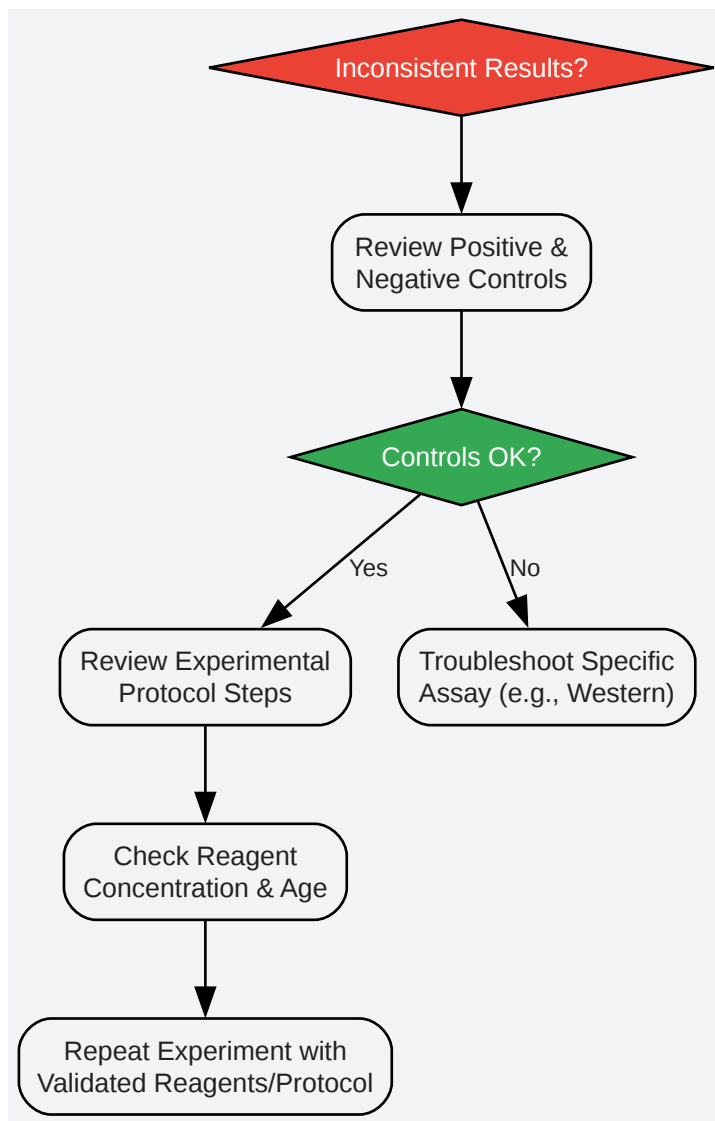 Inconsistent Results?
Review Positive &
Negative Controls
Controls OK?
Yes
No
Review Experimental
Protocol Steps
Troubleshoot Specific
Assay (e.g., Western)
Check Reagent
Concentration & Age
Repeat Experiment with
Validated Reagents/Protocol